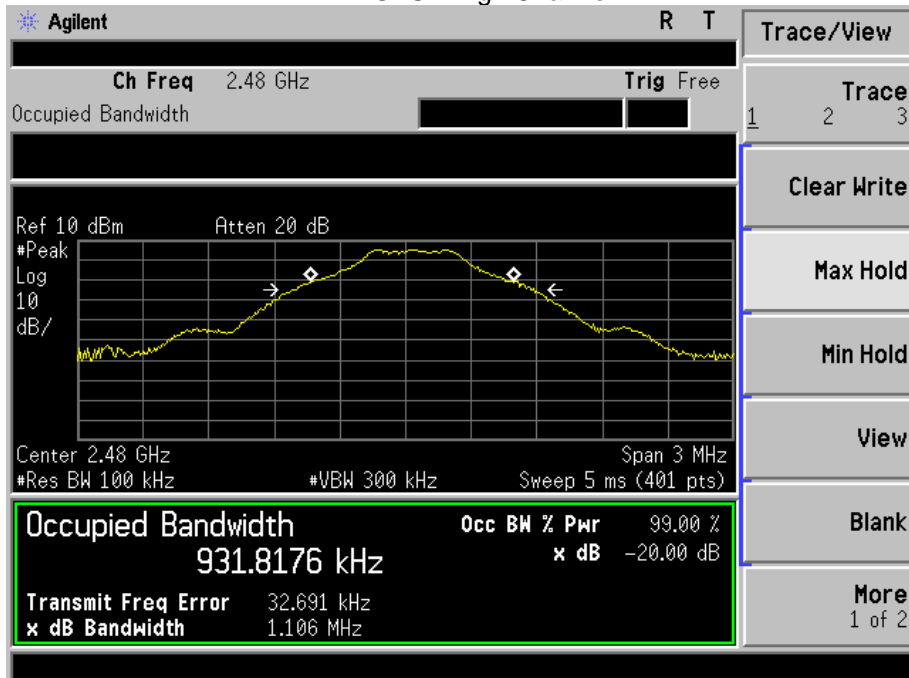 Agilent R T
Ch Freq 2.48 GHz Trig Free
Occupied Bandwidth
Ref 10 dBm Atten 20 dB
#Peak
Log
10
dB/
Center 2.48 GHz Span 3 MHz
#Res BW 100 kHz #VBW 300 kHz Sweep 5 ms (401 pts)
Occupied Bandwidth Occ BW % Pwr 99.00 %
931.8176 kHz x dB -20.00 dB
Transmit Freq Error 32.691 kHz
x dB Bandwidth 1.106 MHz
Trace/View
Trace
1 2 3
Clear Write
Max Hold
Min Hold
View
Blank
More
1 of 2